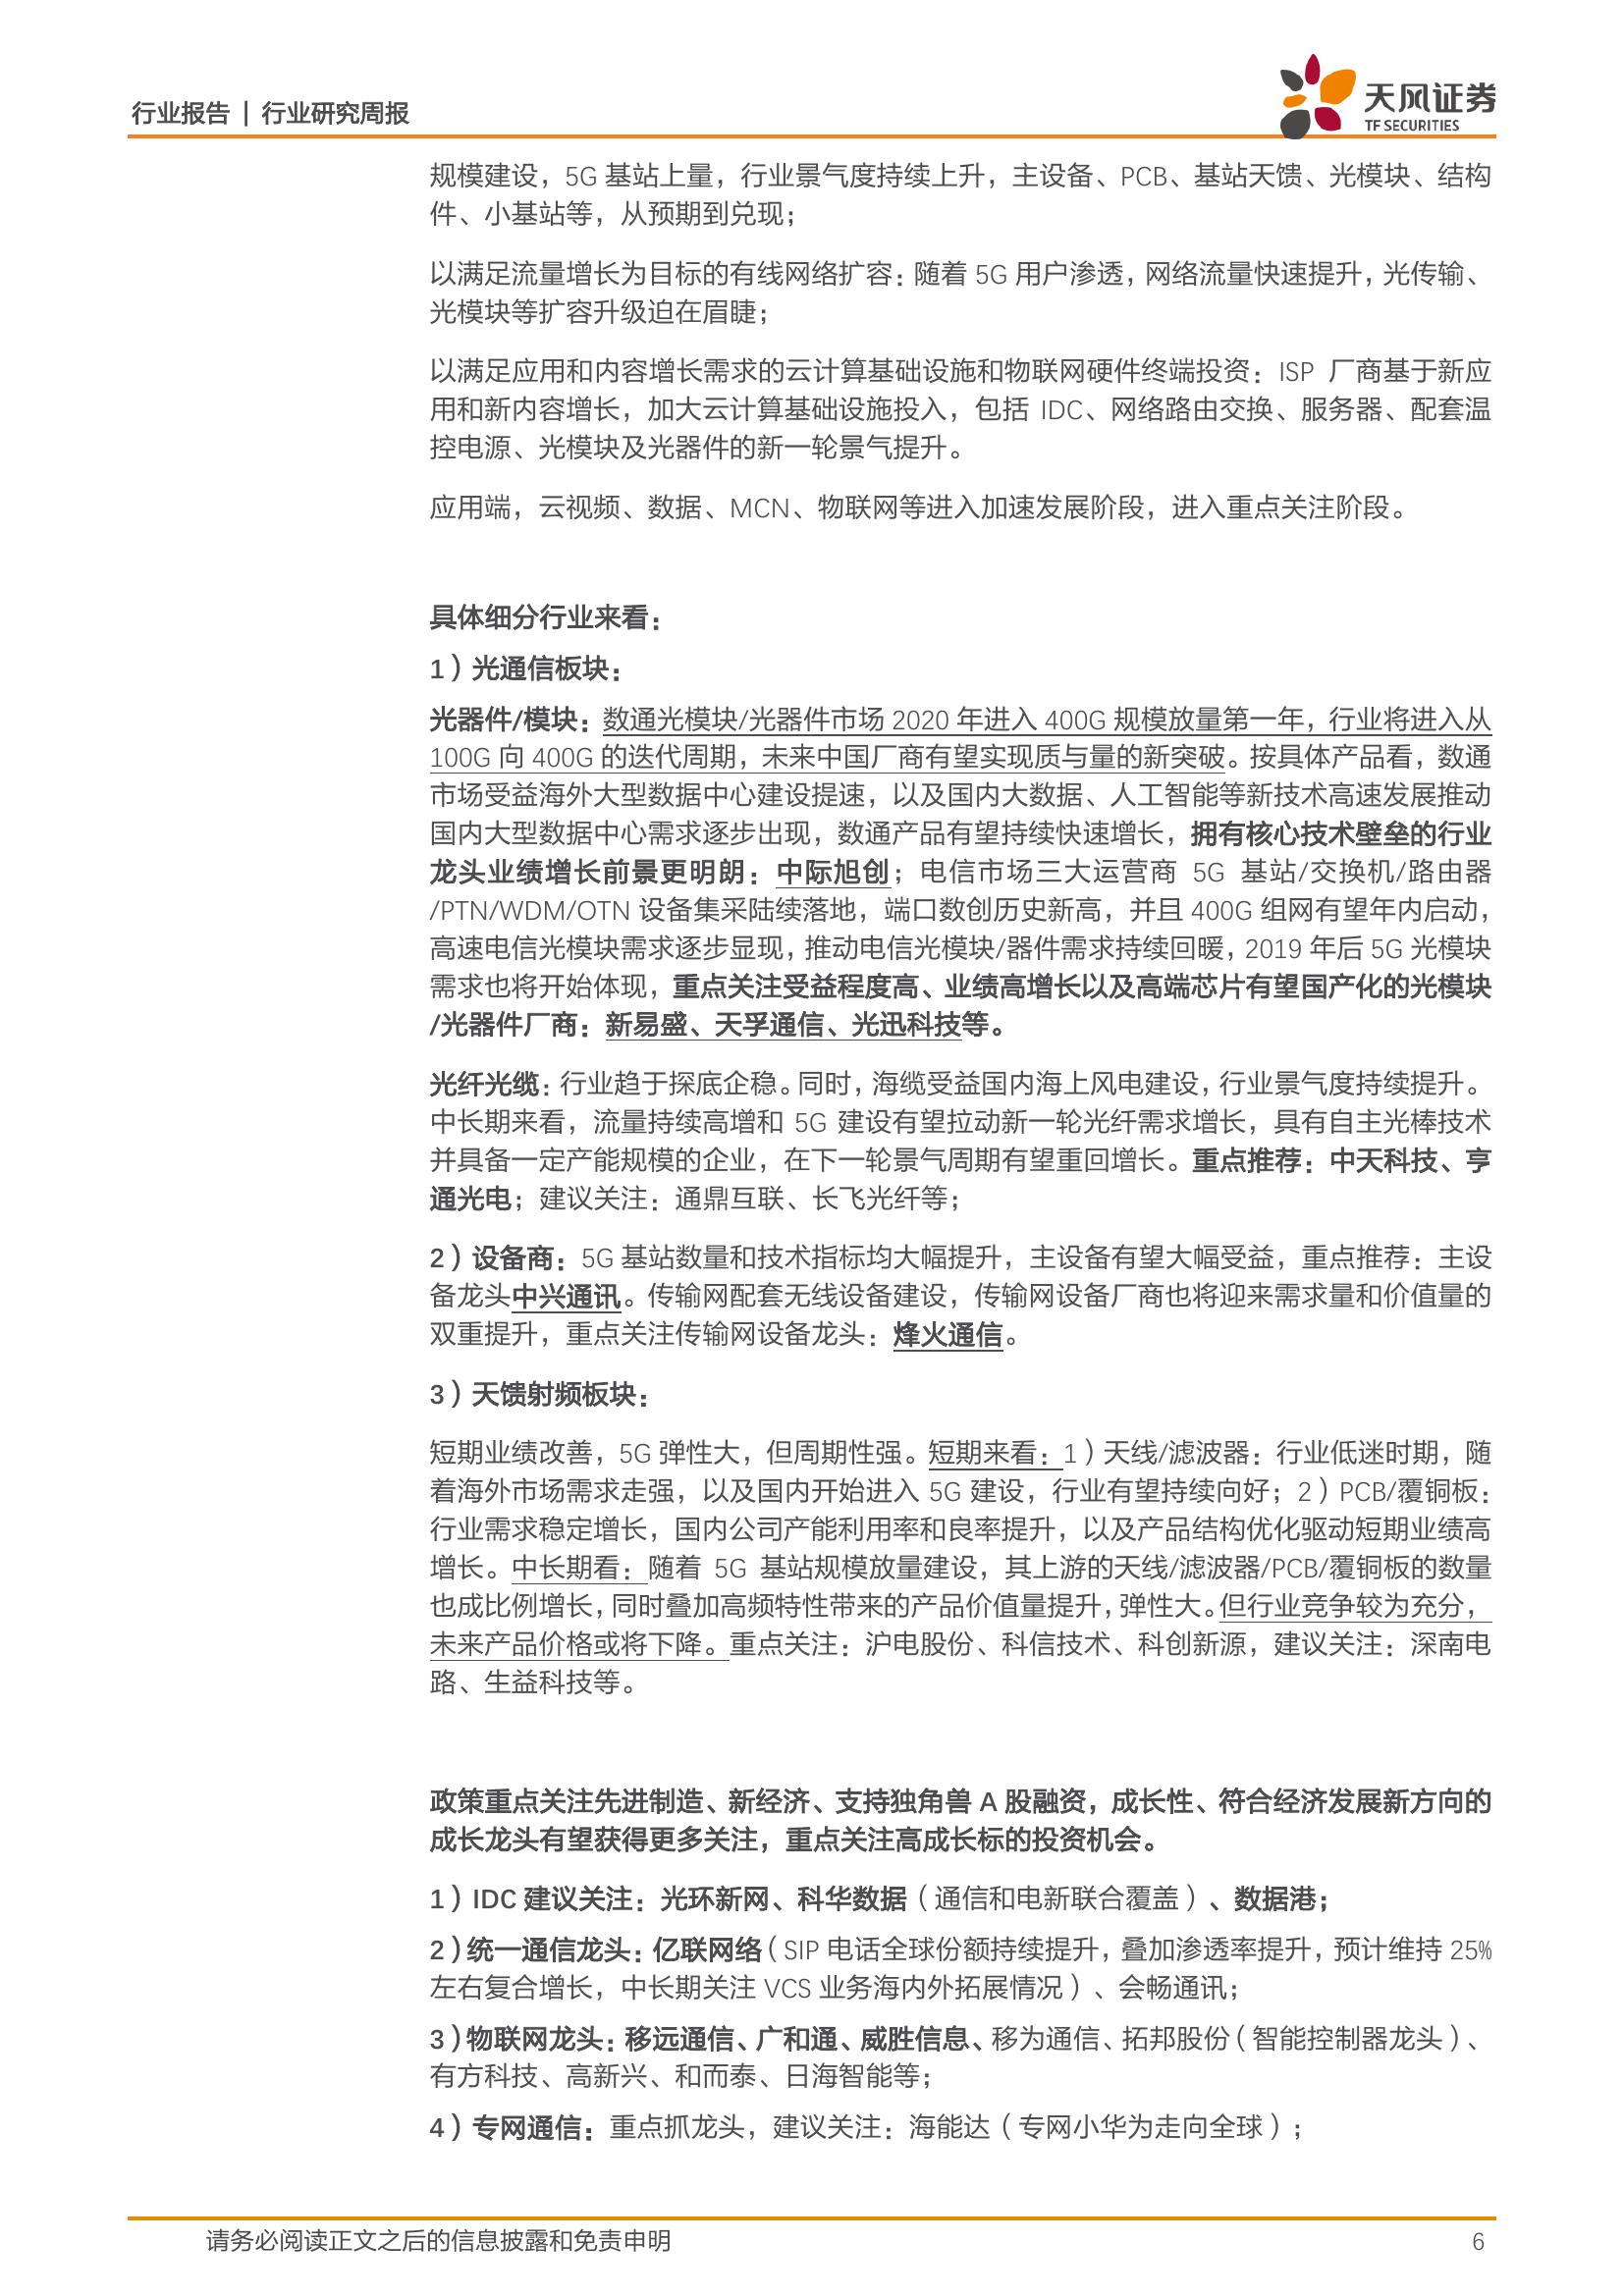 行业报告 | 行业研究周报
天风证券
TF SECURITIES
规模建设，5G 基站上量，行业景气度持续上升，主设备、PCB、基站天馈、光模块、结构
件、小基站等，从预期到兑现；
以满足流量增长为目标的有线网络扩容：随着 5G 用户渗透，网络流量快速提升，光传输、
光模块等扩容升级迫在眉睫；
以满足应用和内容增长需求的云计算基础设施和物联网硬件终端投资：ISP 厂商基于新应
用和新内容增长，加大云计算基础设施投入，包括 IDC、网络路由交换、服务器、配套温
控电源、光模块及光器件的新一轮景气提升。
应用端，云视频、数据、MCN、物联网等进入加速发展阶段，进入重点关注阶段。
具体细分行业来看：
1）光通信板块：
光器件/模块：数通光模块/光器件市场 2020 年进入 400G 规模放量第一年，行业将进入从
100G 向 400G 的迭代周期，未来中国厂商有望实现质与量的新突破。按具体产品看，数通
市场受益海外大型数据中心建设提速，以及国内大数据、人工智能等新技术高速发展推动
国内大型数据中心需求逐步出现，数通产品有望持续快速增长，拥有核心技术壁垒的行业
龙头业绩增长前景更明朗：中际旭创；电信市场三大运营商 5G 基站/交换机/路由器
/PTN/WDM/OTN 设备集采陆续落地，端口数创历史新高，并且 400G 组网有望年内启动，
高速电信光模块需求逐步显现，推动电信光模块/器件需求持续回暖，2019 年后 5G 光模块
需求也将开始体现，重点关注受益程度高、业绩高增长以及高端芯片有望国产化的光模块
/光器件厂商：新易盛、天孚通信、光迅科技等。
光纤光缆：行业趋于探底企稳。同时，海缆受益国内海上风电建设，行业景气度持续提升。
中长期来看，流量持续高增和 5G 建设有望拉动新一轮光纤需求增长，具有自主光棒技术
并具备一定产能规模的企业，在下一轮景气周期有望重回增长。重点推荐：中天科技、亨
通光电；建议关注：通鼎互联、长飞光纤等；
2）设备商：5G 基站数量和技术指标均大幅提升，主设备有望大幅受益，重点推荐：主设
备龙头中兴通讯。传输网配套无线设备建设，传输网设备厂商也将迎来需求量和价值量的
双重提升，重点关注传输网设备龙头：烽火通信。
3）天馈射频板块：
短期业绩改善，5G 弹性大，但周期性强。短期来看：1）天线/滤波器：行业低迷时期，随
着海外市场需求走强，以及国内开始进入 5G 建设，行业有望持续向好；2）PCB/覆铜板：
行业需求稳定增长，国内公司产能利用率和良率提升，以及产品结构优化驱动短期业绩高
增长。中长期看：随着 5G 基站规模放量建设，其上游的天线/滤波器/PCB/覆铜板的数量
也成比例增长，同时叠加高频特性带来的产品价值量提升，弹性大。但行业竞争较为充分，
未来产品价格或将下降。重点关注：沪电股份、科信技术、科创新源，建议关注：深南电
路、生益科技等。
政策重点关注先进制造、新经济、支持独角兽 A 股融资，成长性、符合经济发展新方向的
成长龙头有望获得更多关注，重点关注高成长标的投资机会。
1）IDC 建议关注：光环新网、科华数据（通信和电新联合覆盖）、数据港；
2）统一通信龙头：亿联网络（SIP 电话全球份额持续提升，叠加渗透率提升，预计维持 25%
左右复合增长，中长期关注 VCS 业务海内外拓展情况）、会畅通讯；
3）物联网龙头：移远通信、广和通、威胜信息、移为通信、拓邦股份（智能控制器龙头）、
有方科技、高新兴、和而泰、日海智能等；
4）专网通信：重点抓龙头，建议关注：海能达（专网小华为走向全球）；
请务必阅读正文之后的信息披露和免责申明
6